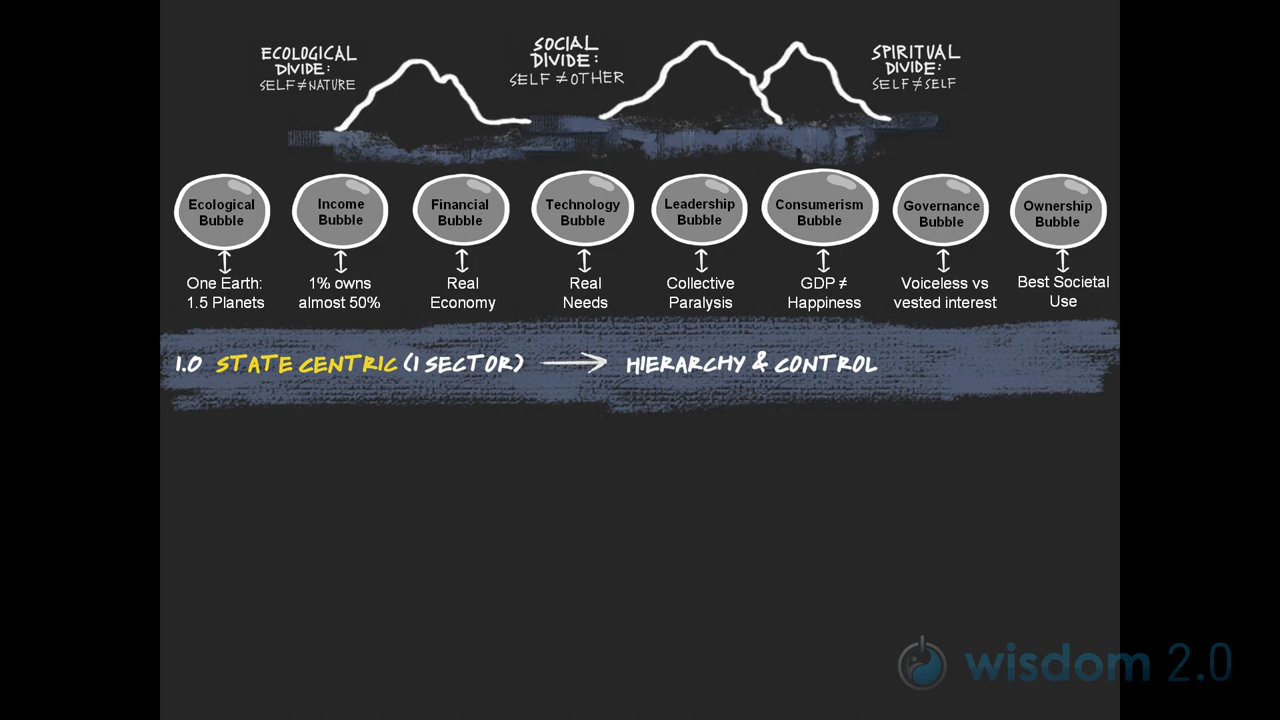 ECOLOGICAL
DIVIDE:
SELF ≠ NATURE
SOCIAL
DIVIDE:
SELF ≠ OTHER
SPIRITUAL
DIVIDE:
SELF ≠ SELF
Ecological
Bubble
Income
Bubble
Financial
Bubble
Technology
Bubble
Leadership
Bubble
Consumerism
Bubble
Governance
Bubble
Ownership
Bubble
One Earth:
1.5 Planets
1% owns
almost 50%
Real
Economy
Real
Needs
Collective
Paralysis
GDP ≠
Happiness
Voiceless vs
vested interest
Best Societal
Use
1.0 STATE CENTRIC (1 SECTOR) → HIERARCHY & CONTROL
wisdom 2.0